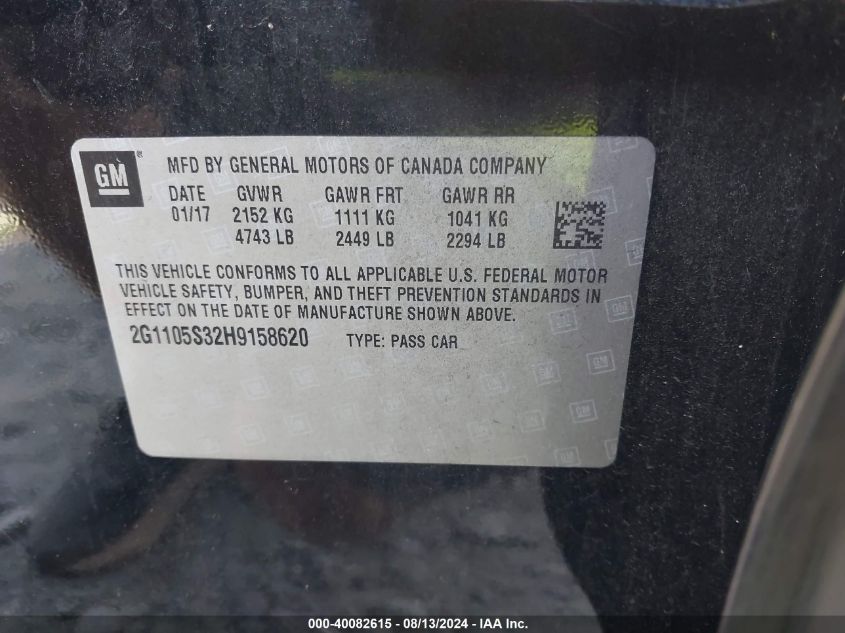 GM ®
MFD BY GENERAL MOTORS OF CANADA COMPANY
DATE GVWR GAWR FRT GAWR RR
01/17 2152 KG 1111 KG 1041 KG
4743 LB 2449 LB 2294 LB
THIS VEHICLE CONFORMS TO ALL APPLICABLE U.S. FEDERAL MOTOR
VEHICLE SAFETY, BUMPER, AND THEFT PREVENTION STANDARDS IN
EFFECT ON THE DATE OF MANUFACTURE SHOWN ABOVE.
2G1105S32H9158620 TYPE: PASS CAR
000-40082615 - 08/13/2024 - IAA Inc.